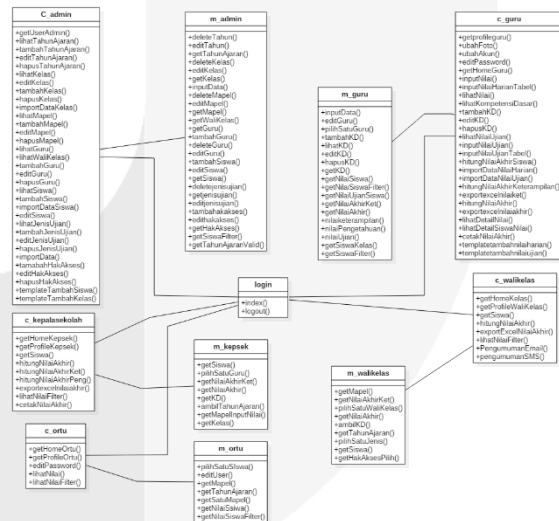 C_admin
+getUserAdmin()
+lihatTahunAjaran()
+tambahTahunAjaran()
+editTahunAjaran()
+hapusTahunAjaran()
+lihatKelas()
+editKelas()
+tambahKelas()
+hapusKelas()
+importDataKelas()
+lihatMapel()
+tambahMapel()
+editMapel()
+hapusMapel()
+lihatGuru()
+lihatWaliKelas()
+tambahGuru()
+editGuru()
+hapusGuru()
+lihatSiswa()
+tambahSiswa()
+importDataSiswa()
+editSiswa()
+lihatJenisUjian()
+tambahJenisUjian()
+editJenisUjian()
+hapusJenisUjian()
+importData()
+tamabahHakAkses()
+editHakAkses()
+hapusHakAkses()
+templateTambahSiswa()
+templateTambahKelas()
m_admin
+deleteTahun()
+editTahun()
+getTahunAjaran()
+deleteKelas()
+editKelas()
+getKelas()
+inputData()
+deleteMapel()
+editMapel()
+getMapel()
+getWaliKelas()
+getGuru()
+tambahGuru()
+deleteGuru()
+editGuru()
+tambahSiswa()
+editSiswa()
+getSiswa()
+deletejenisujian()
+getjenisujian()
+editjenisujian()
+tambahakakses()
+editakakses()
+getHakAkses()
+getSiswaFilter()
+getTahunAjaranValid()
m_guru
+inputData()
+editGuru()
+pilihSatuGuru()
+tambahKD()
+lihatKD()
+editKD()
+hapusKD()
+getKD()
+getNilaiSiswa()
+getNilaiSiswaFilter()
+getNilaiUjianSiswa()
+getNilaiAkhirKet()
+getNilaiAkhir()
+nilaiketerampilan()
+nilaiPengetahuan()
+nilaiUjian()
+getSiswaKelas()
+getSiswaFilter()
c_guru
+getprofileguru()
+ubahFoto()
+ubahAkun()
+editPassword()
+getHomeGuru()
+inputNilai()
+inputNilaiHarianTabel()
+lihatNilai()
+lihatKompetensiDasar()
+tambahKD()
+editKD()
+hapusKD()
+lihatNilaiUjian()
+inputNilaiUjian()
+inputNilaiUjianTabel()
+hitungNilaiAkhirSiswa()
+importDataNilaiHarian()
+importDataNilaiUjian()
+hitungNilaiAkhirKeterampilan()
+exportexcelnilaiket()
+hitungNilaiAkhir()
+exportexcelnilaiakhir()
+lihatDetailNilai()
+lihatDetailSiswaNilai()
+cetakNilaiAkhir()
+templatetambahnilaiharian()
+templatetambahnilaiujian()
login
+index()
+logout()
c_kepalasekolah
+getHomeKepsek()
+getProfileKepsek()
+getSiswa()
+hitungNilaiAkhir()
+hitungNilaiAkhirKet()
+hitungNilaiAkhirPeng()
+exportexcelnilaiakhir()
+lihatNilaiFilter()
+cetakNilaiAkhir()
m_kepsek
+getSiswa()
+pilihSatuGuru()
+getNilaiAkhirKet()
+getNilaiAkhir()
+getKD()
+ambilTahunAjaran()
+getMapelInputNilai()
+getKelas()
c_walikelas
+getHomeKelas()
+getProfileWaliKelas()
+getSiswa()
+hitungNilaiAkhir()
+exportExcelNilaiAkhir()
+lihatNilaiFilter()
+PengumumanEmail()
+pengumumanSMS()
m_walikelas
+getMapel()
+getNilaiAkhirKet()
+pilihSatuWaliKelas()
+getNilaiAkhir()
+ambilKD()
+getTahunAjaran()
+pilihSatuJenis()
+getSiswa()
+getHakAksesPilih()
c_ortu
+getHomeOrtu()
+getProfileOrtu()
+editPassword()
+lihatNilai()
+lihatNilaiFilter()
m_ortu
+pilihSatuSIswa()
+editUser()
+getMapel()
+getTahunAjaran()
+getSatuMapel()
+getNilaiSsiwa()
+getNilaiSiswaFilter()